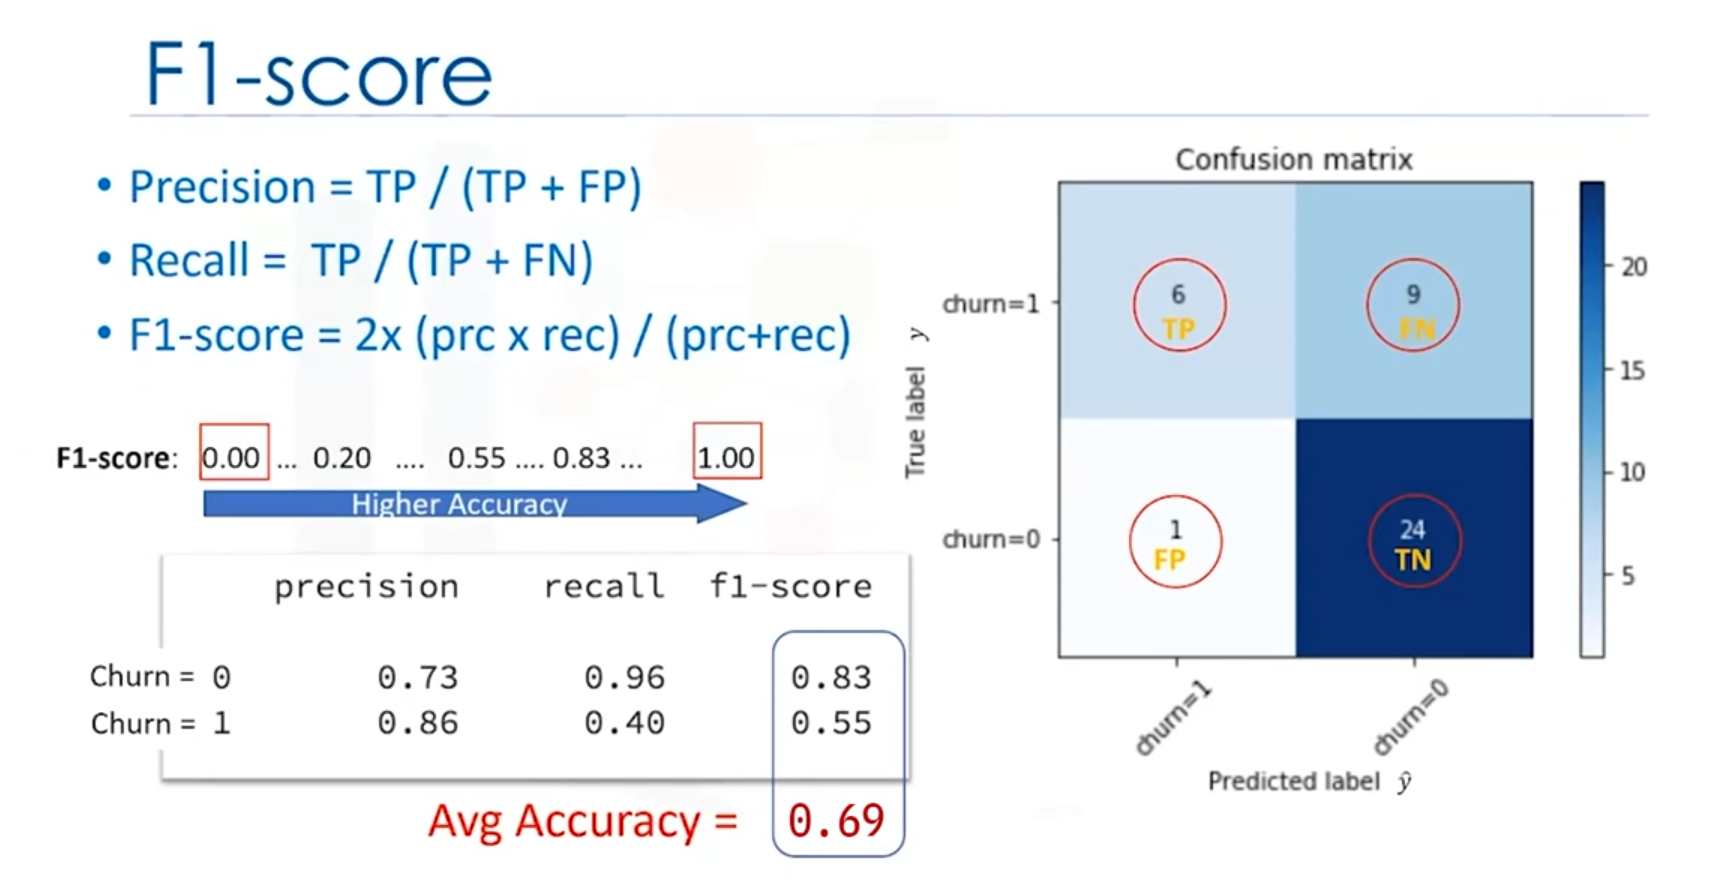 F1-score
• Precision = TP / (TP + FP)
• Recall = TP / (TP + FN)
• F1-score = 2x (prc x rec) / (prc+rec)
F1-score: 0.00 ... 0.20 .... 0.55 .... 0.83 ... 1.00
Higher Accuracy
precision recall f1-score
Churn = 0 0.73 0.96 0.83
Churn = 1 0.86 0.40 0.55
Avg Accuracy = 0.69
Confusion matrix
True label y
churn=1
churn=0
6
TP
9
FN
1
FP
24
TN
churn=1
churn=0
Predicted label ŷ
20
15
10
5